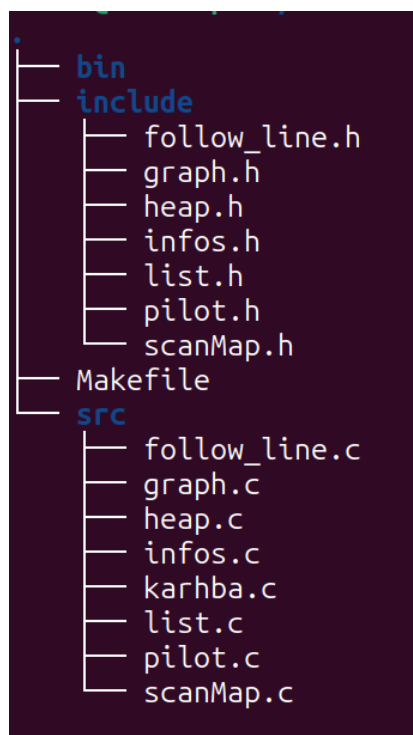 .
├── bin
├── include
│   ├── follow_line.h
│   ├── graph.h
│   ├── heap.h
│   ├── infos.h
│   ├── list.h
│   ├── pilot.h
│   └── scanMap.h
├── Makefile
└── src
    ├── follow_line.c
    ├── graph.c
    ├── heap.c
    ├── infos.c
    ├── karhba.c
    ├── list.c
    ├── pilot.c
    └── scanMap.c